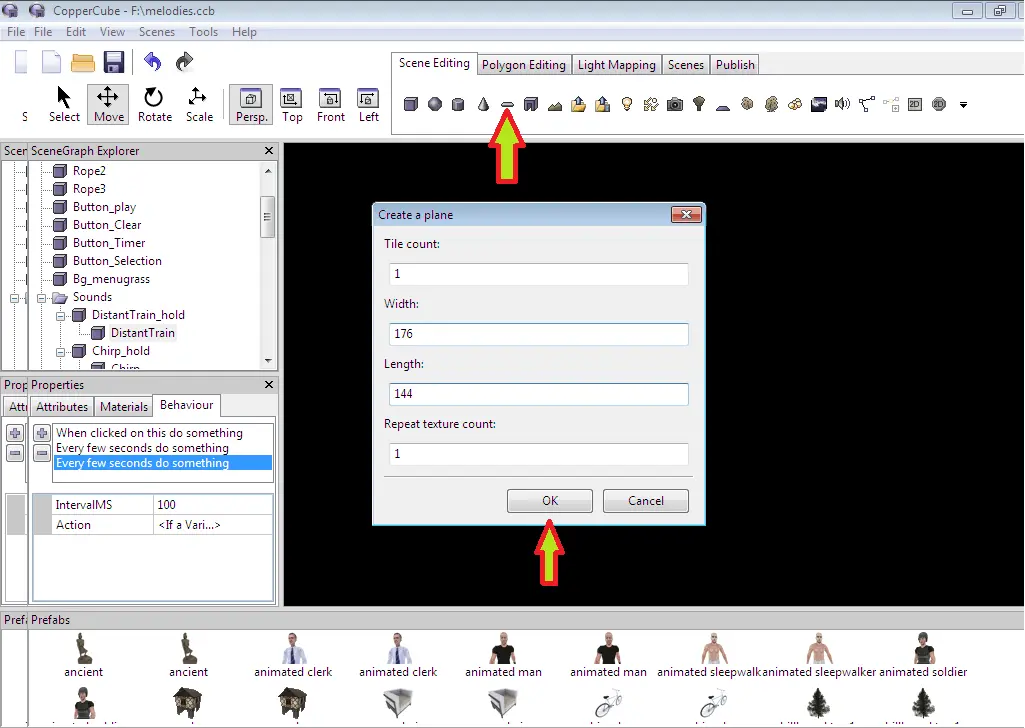 CopperCube - F:\melodies.ccb
File File Edit View Scenes Tools Help
Scene Editing Polygon Editing Light Mapping Scenes Publish
S Select Move Rotate Scale Persp. Top Front Left
2D 2D
Scen SceneGraph Explorer
Rope2
Rope3
Button_play
Button_Clear
Button_Timer
Button_Selection
Bg_menugrass
Sounds
DistantTrain_hold
DistantTrain
Chirp_hold
Chirp
Create a plane
Tile count:
1
Width:
176
Length:
144
Repeat texture count:
1
OK Cancel
Prop Properties
Attı Attributes Materials Behaviour
When clicked on this do something
Every few seconds do something
Every few seconds do something
IntervalMS 100
Action <If a Vari...>
Prefa Prefabs
ancient ancient animated clerk animated clerk animated man animated man animated sleepwalk animated sleepwalker animated soldier